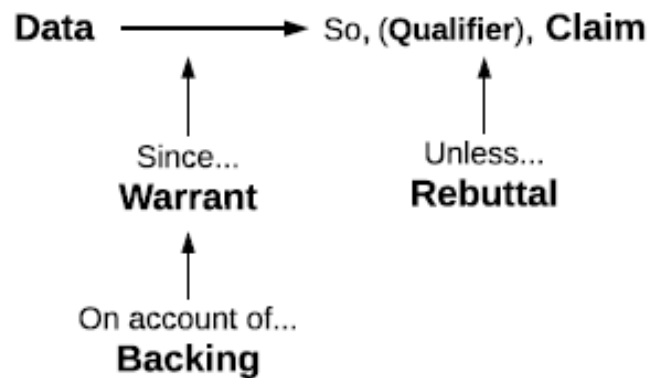 Data So, (Qualifier), Claim
Since...
Warrant
Unless...
Rebuttal
On account of...
Backing